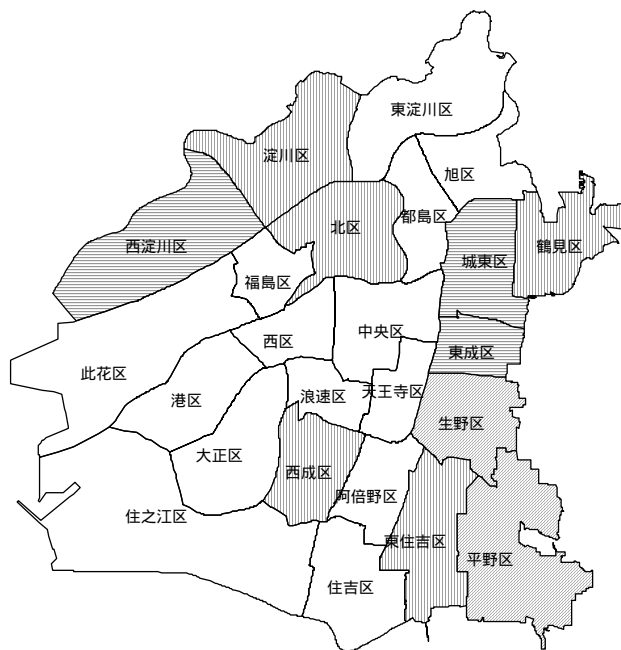 東淀川区
淀川区
旭区
北区
都島区
西淀川区
城東区
鶴見区
福島区
中央区
西区
東成区
此花区
港区
浪速区
天王寺区
生野区
大正区
西成区
阿倍野区
住之江区
東住吉区
平野区
住吉区